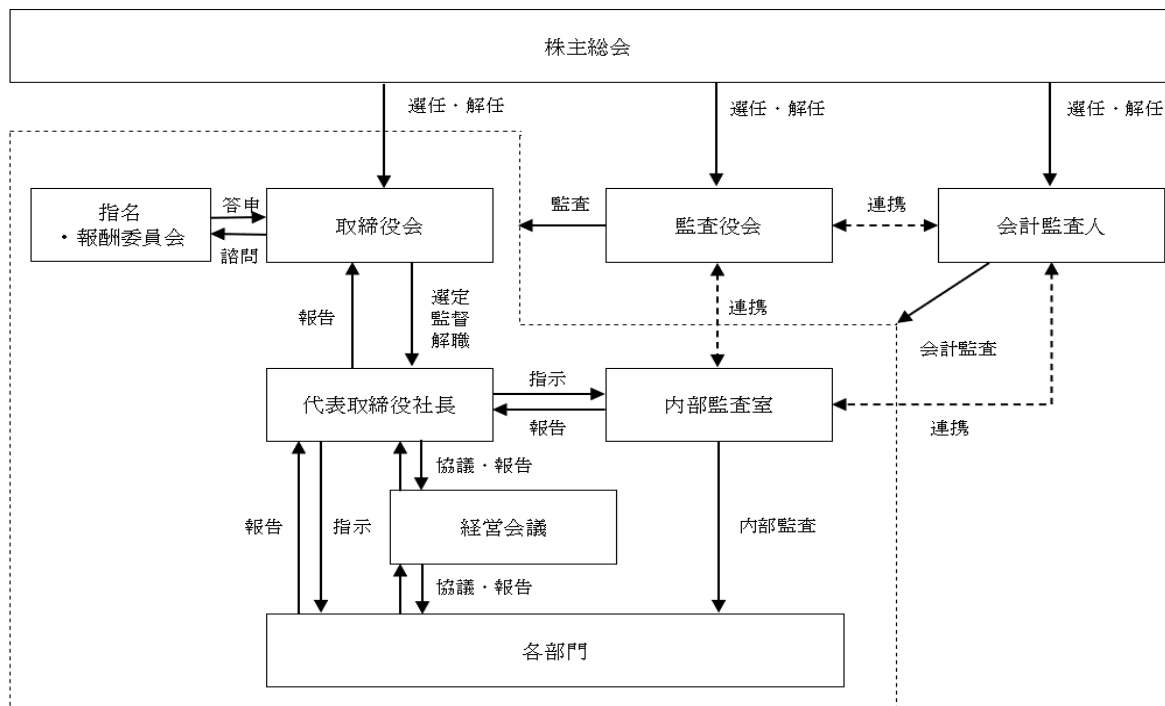 株主総会
選任・解任
選任・解任
選任・解任
指名
・報酬委員会
答申
諮問
取締役会
監査
監査役会
連携
会計監査人
報告
選定
監督
解職
連携
会計監査
代表取締役社長
指示
報告
内部監査室
連携
協議・報告
報告
指示
経営会議
内部監査
協議・報告
各部門